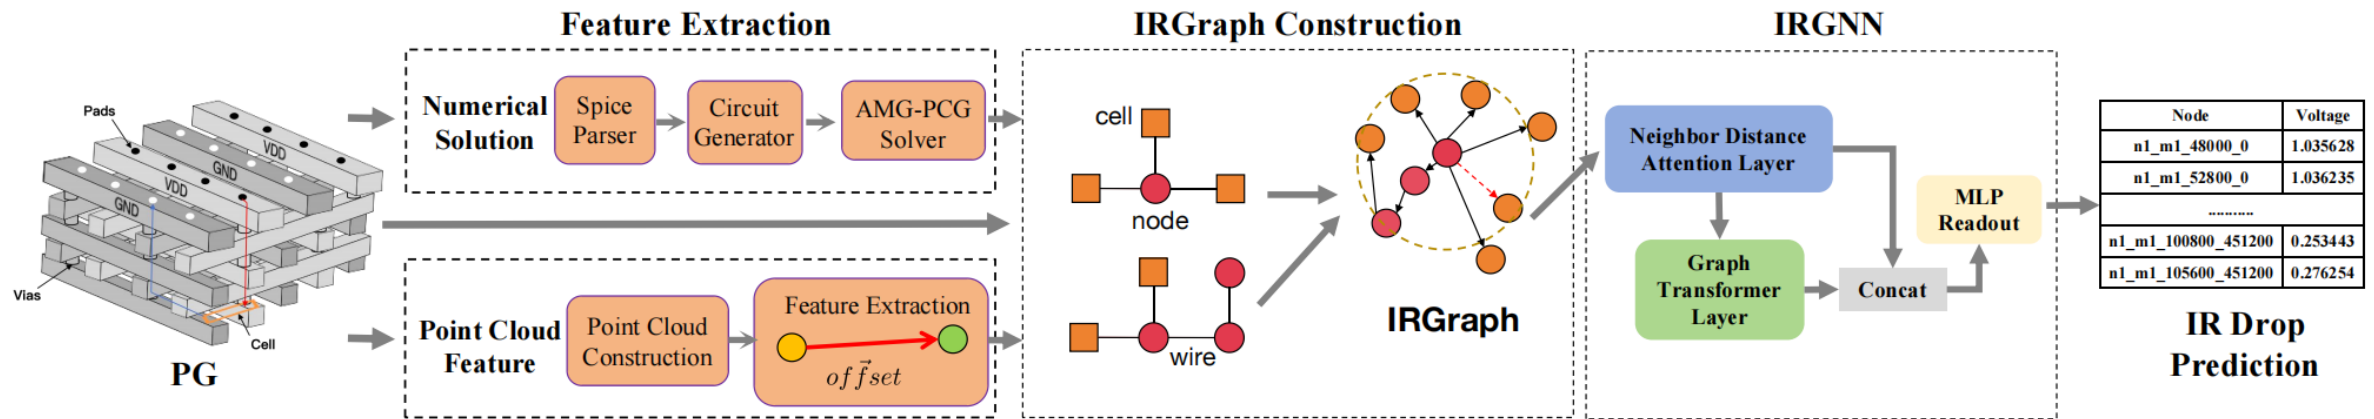 Feature Extraction
IRGraph Construction
IRGNN
Pads
VDD
GND
VDD
GND
Vias
Cell
PG
Numerical
Solution
Spice
Parser
Circuit
Generator
AMG-PCG
Solver
Point Cloud
Feature
Point Cloud
Construction
Feature Extraction
offset
cell
node
wire
IRGraph
Neighbor Distance
Attention Layer
Graph
Transformer
Layer
Concat
MLP
Readout
Node Voltage
n1_m1_48000_0 1.035628
n1_m1_52800_0 1.036235
...........
n1_m1_100800_451200 0.253443
n1_m1_105600_451200 0.276254
IR Drop
Prediction